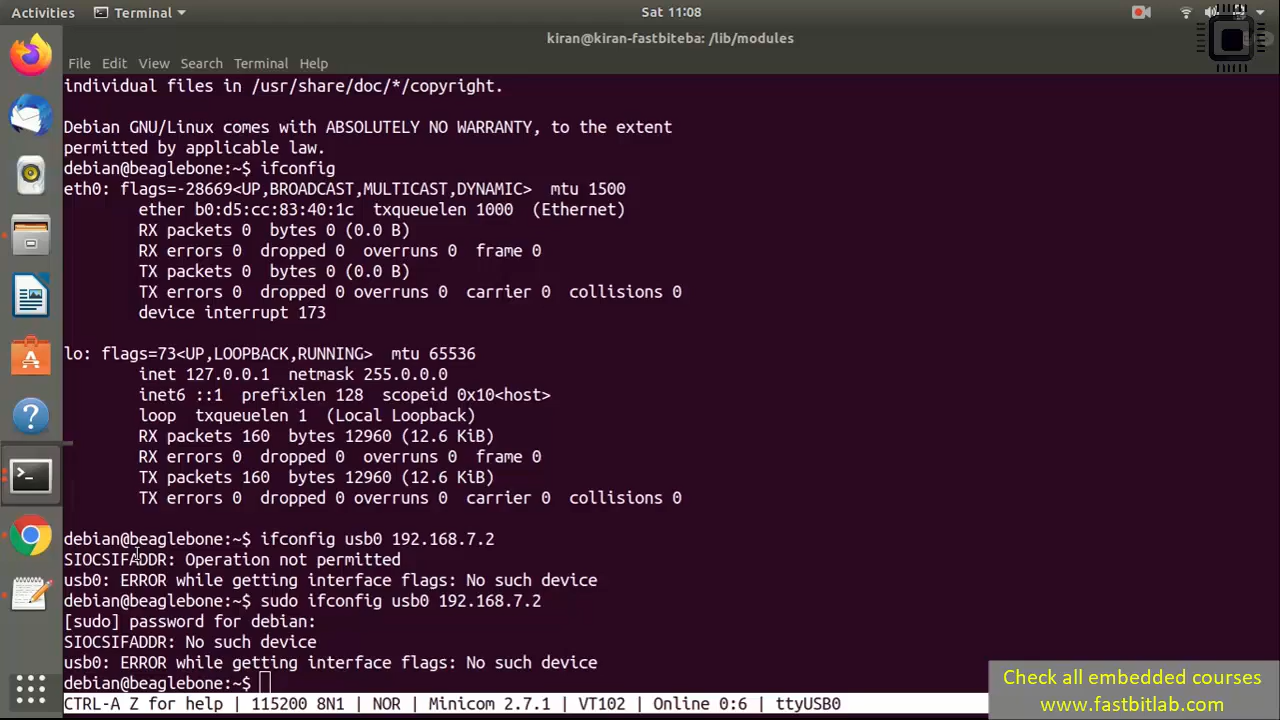 Activities Terminal Sat 11:08
kiran@kiran-fastbiteba: /lib/modules
File Edit View Search Terminal Help
individual files in /usr/share/doc/*/copyright.
Debian GNU/Linux comes with ABSOLUTELY NO WARRANTY, to the extent
permitted by applicable law.
debian@beaglebone:~$ ifconfig
eth0: flags=-28669<UP,BROADCAST,MULTICAST,DYNAMIC>  mtu 1500
ether b0:d5:cc:83:40:1c  txqueuelen 1000  (Ethernet)
RX packets 0  bytes 0 (0.0 B)
RX errors 0  dropped 0  overruns 0  frame 0
TX packets 0  bytes 0 (0.0 B)
TX errors 0  dropped 0 overruns 0  carrier 0  collisions 0
device interrupt 173
lo: flags=73<UP,LOOPBACK,RUNNING>  mtu 65536
inet 127.0.0.1  netmask 255.0.0.0
inet6 ::1  prefixlen 128  scopeid 0x10<host>
loop  txqueuelen 1  (Local Loopback)
RX packets 160  bytes 12960 (12.6 KiB)
RX errors 0  dropped 0  overruns 0  frame 0
TX packets 160  bytes 12960 (12.6 KiB)
TX errors 0  dropped 0 overruns 0  carrier 0  collisions 0
debian@beaglebone:~$ ifconfig usb0 192.168.7.2
SIOCSIFADDR: Operation not permitted
usb0: ERROR while getting interface flags: No such device
debian@beaglebone:~$ sudo ifconfig usb0 192.168.7.2
[sudo] password for debian:
SIOCSIFADDR: No such device
usb0: ERROR while getting interface flags: No such device
debian@beaglebone:~$
CTRL-A Z for help | 115200 8N1 | NOR | Minicom 2.7.1 | VT102 | Online 0:6 | ttyUSB0
Check all embedded courses
www.fastbitlab.com